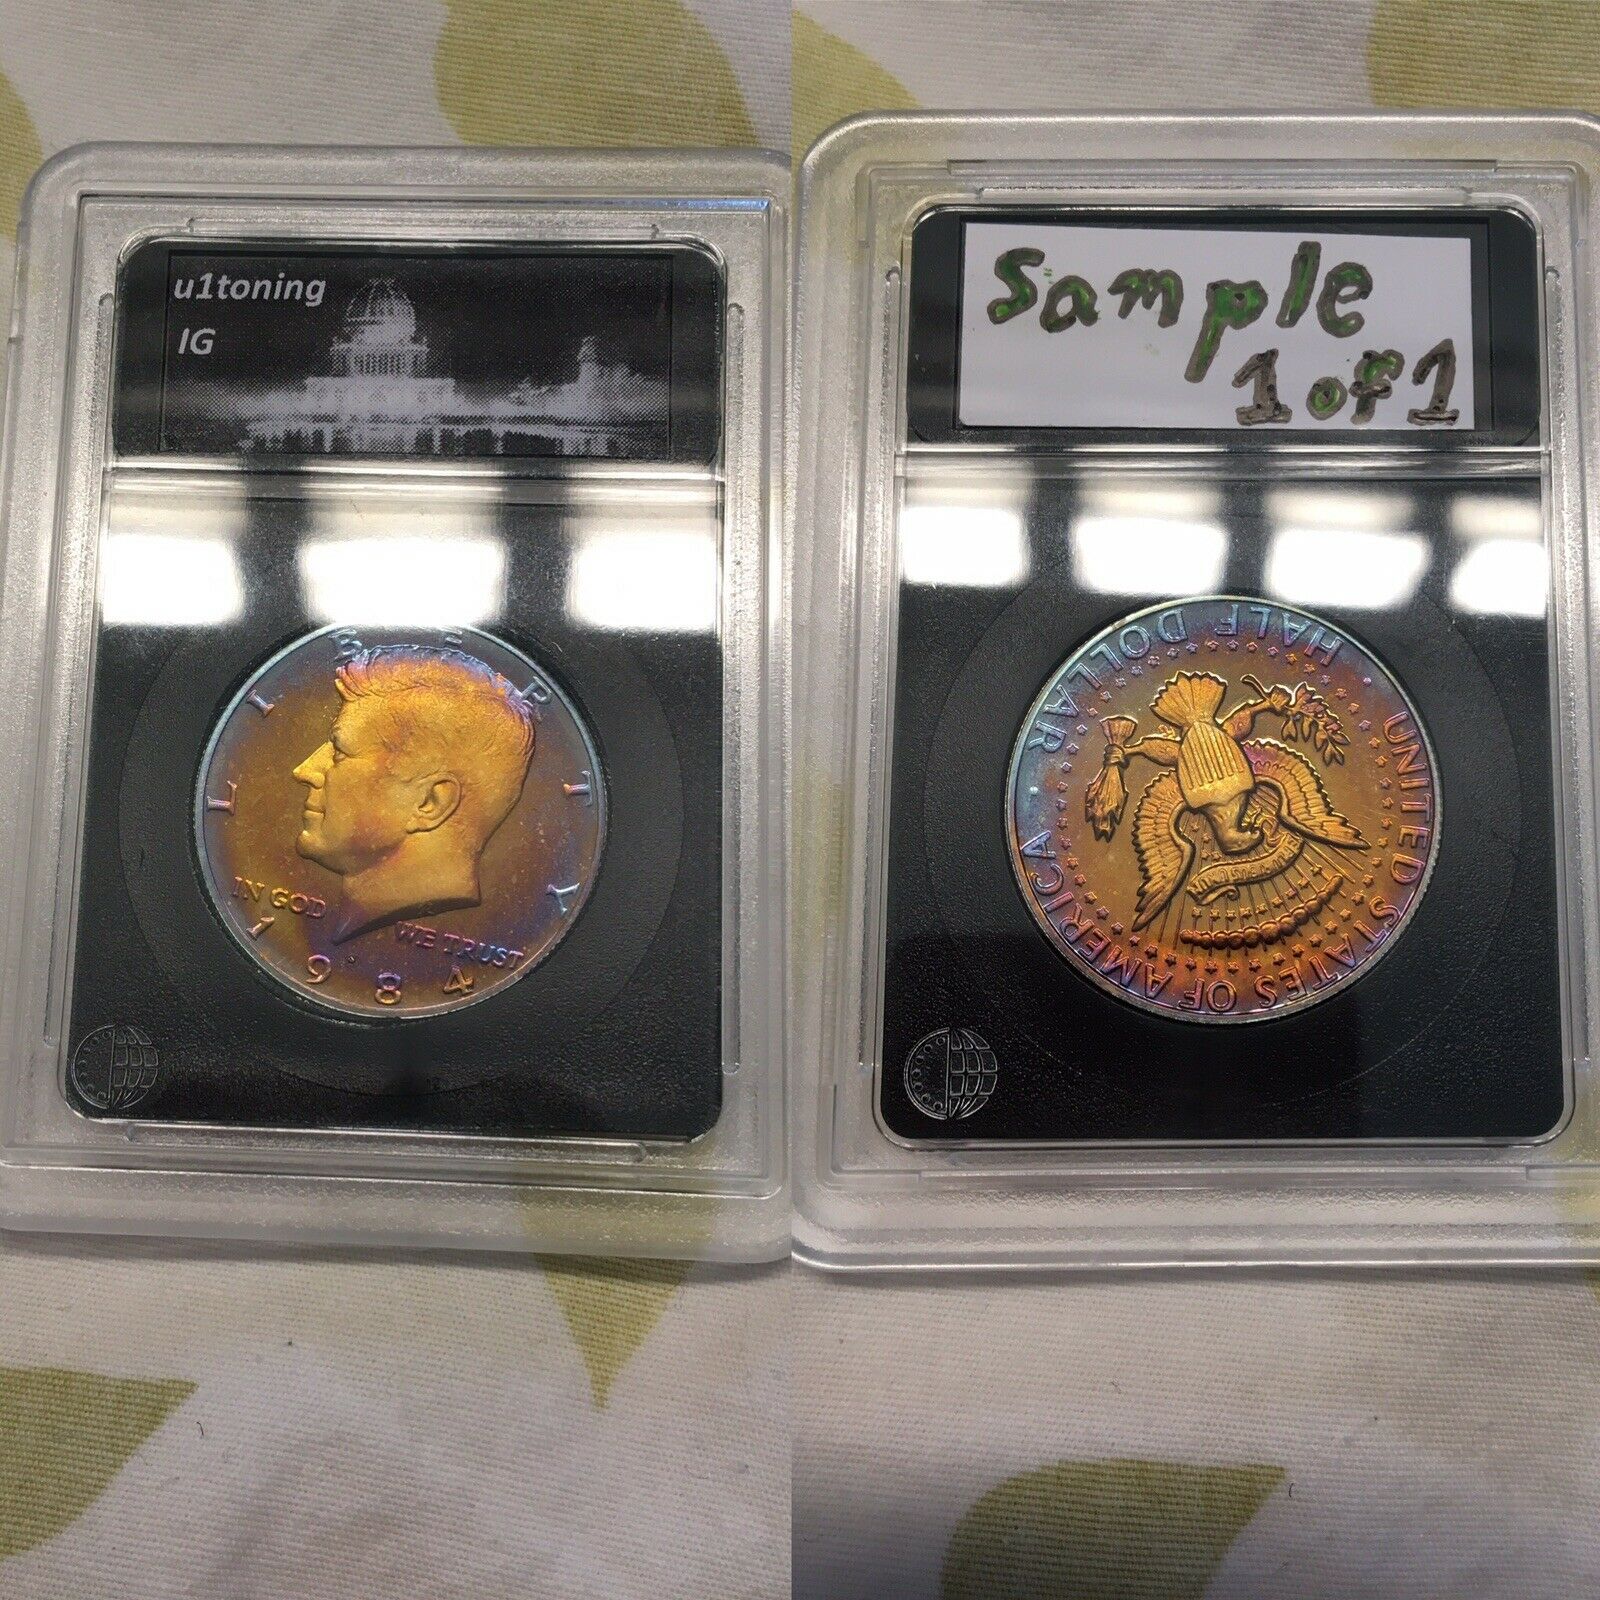 u1toning
IG
LIBERTY
IN GOD
WE TRUST
1984
Sample
1 of 1
HALF DOLLAR
UNITED STATES OF AMERICA